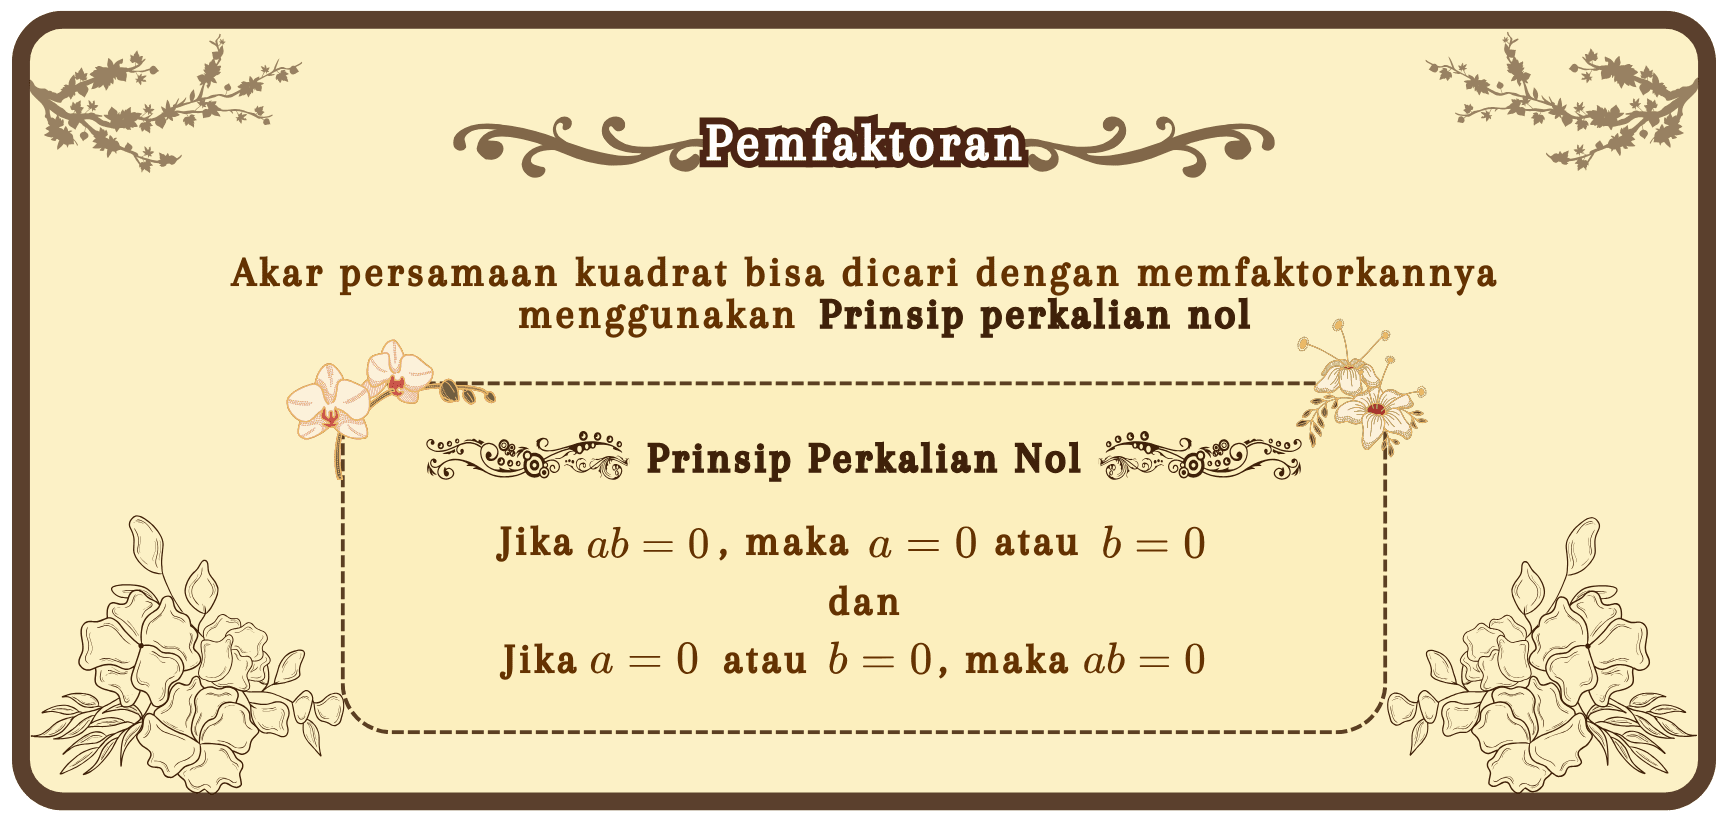 Pemfaktoran
Akar persamaan kuadrat bisa dicari dengan memfaktorkannya
menggunakan Prinsip perkalian nol
Prinsip Perkalian Nol
Jika ab = 0, maka a = 0 atau b = 0
dan
Jika a = 0 atau b = 0, maka ab = 0